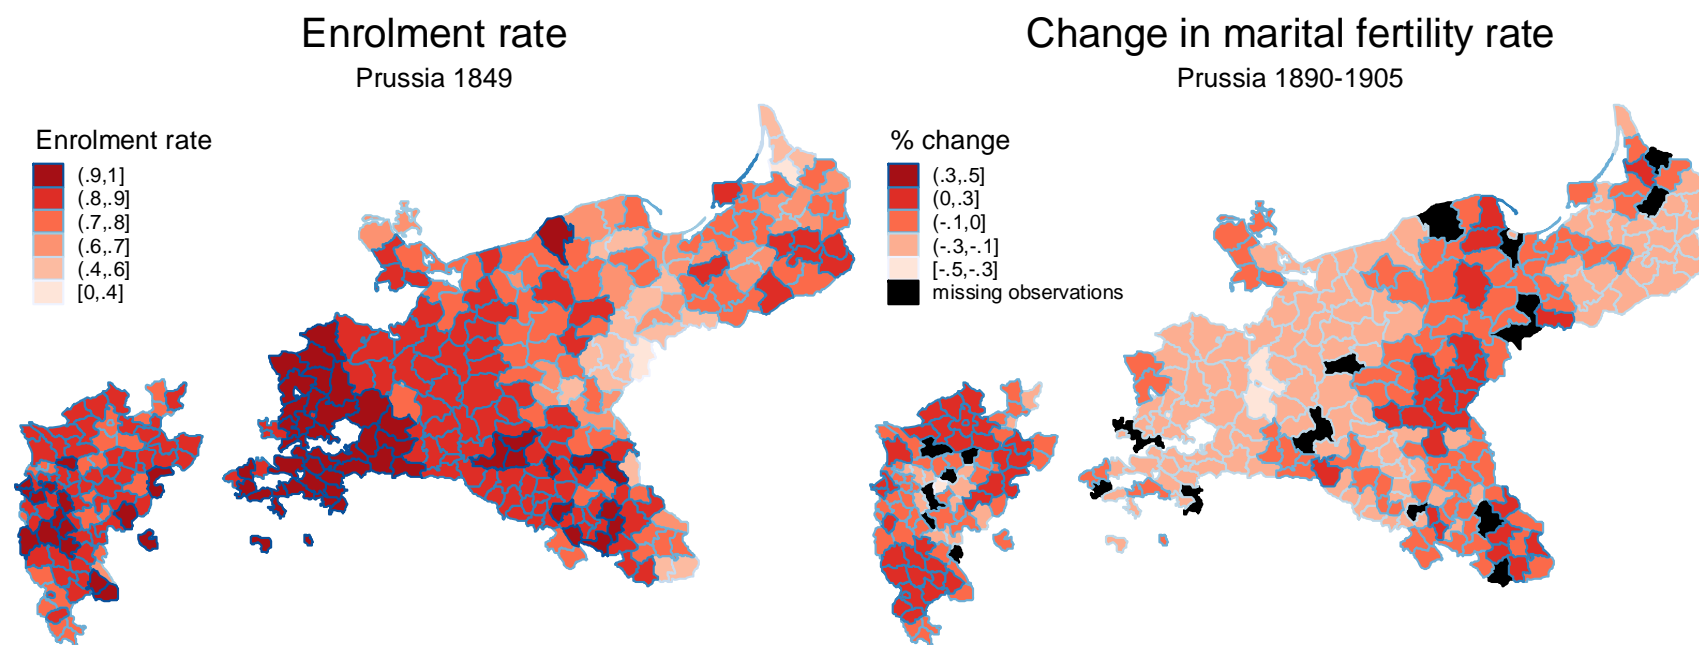 Enrolment rate
Prussia 1849
Enrolment rate
(.9,1]
(.8,.9]
(.7,.8]
(.6,.7]
(.4,.6]
[0,.4]
Change in marital fertility rate
Prussia 1890-1905
% change
(.3,.5]
(0,.3]
(-.1,0]
(-.3,-.1]
[-.5,-.3]
missing observations